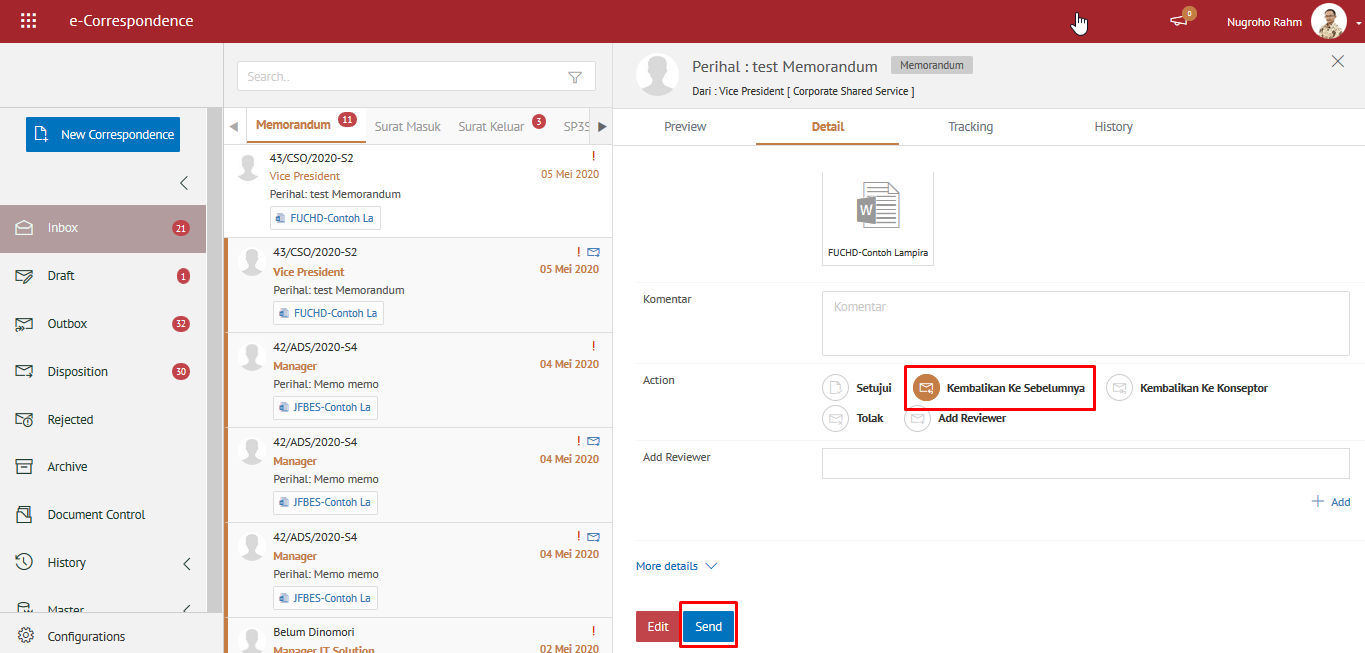 e-Correspondence
0
Nugroho Rahm
New Correspondence
Inbox 21
Draft 1
Outbox 32
Disposition 30
Rejected
Archive
Document Control
History
Master
Configurations
Search..
Memorandum 11 Surat Masuk Surat Keluar 3 SP3S
43/CSO/2020-S2 !
Vice President 05 Mei 2020
Perihal: test Memorandum
FUCHD-Contoh La
43/CSO/2020-S2 !
Vice President 05 Mei 2020
Perihal: test Memorandum
FUCHD-Contoh La
42/ADS/2020-S4 !
Manager 04 Mei 2020
Perihal: Memo memo
JFBES-Contoh La
42/ADS/2020-S4 !
Manager 04 Mei 2020
Perihal: Memo memo
JFBES-Contoh La
42/ADS/2020-S4 !
Manager 04 Mei 2020
Perihal: Memo memo
JFBES-Contoh La
Belum Dinomori !
Manager IT Solution 02 Mei 2020
Perihal : test Memorandum Memorandum
Dari : Vice President [ Corporate Shared Service ]
Preview Detail Tracking History
W
FUCHD-Contoh Lampira
Komentar Komentar
Action Setujui Kembalikan Ke Sebelumnya Kembalikan Ke Konseptor
Tolak Add Reviewer
Add Reviewer
+ Add
More details
Edit Send